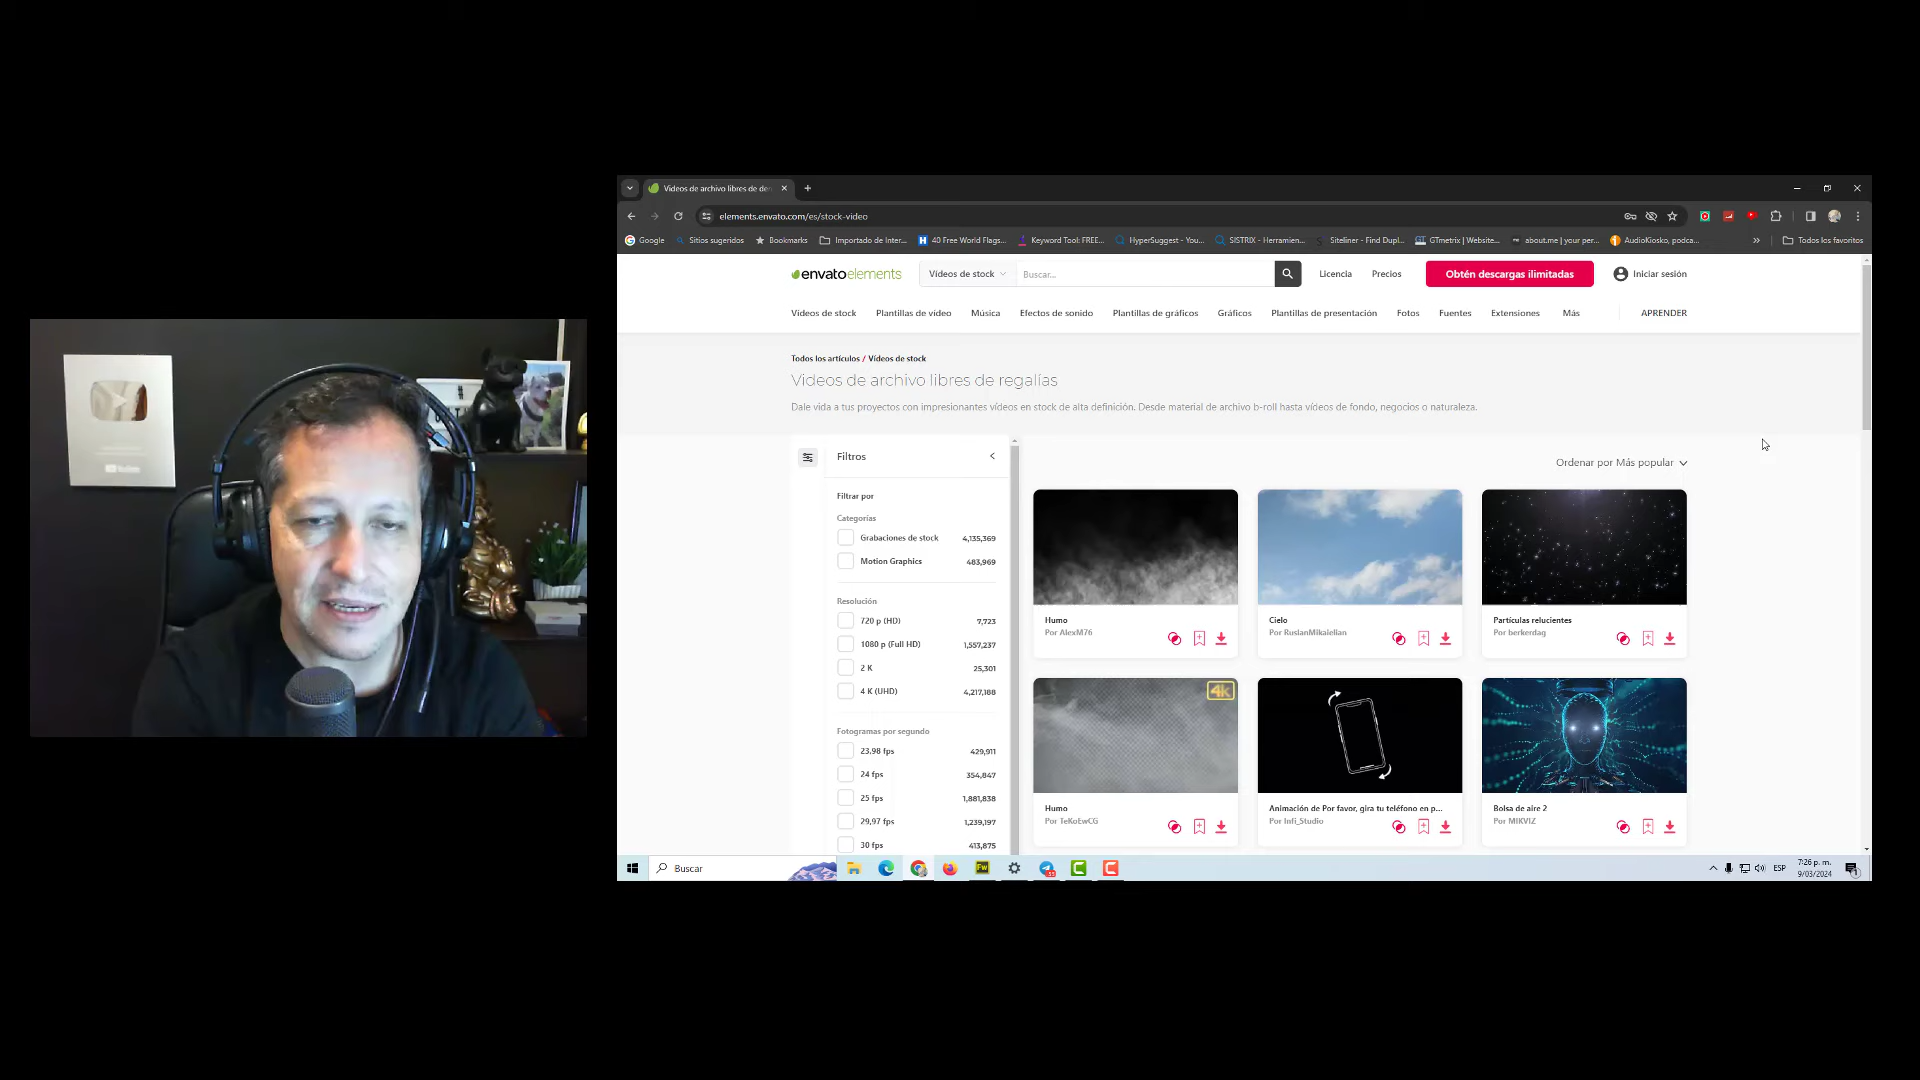 Videos de archivo libres de de
elements.envato.com/es/stock-video
Google
Sitios sugeridos
Bookmarks
Importado de Inter...
40 Free World Flags...
Keyword Tool: FREE...
HyperSuggest - You...
SISTRIX - Herramien...
Siteliner - Find Dupl...
GTmetrix | Website...
about.me | your per...
AudioKiosko, podca...
Todos los favoritos
envatoelements
Vídeos de stock
Buscar...
Licencia
Precios
Obtén descargas ilimitadas
Iniciar sesión
Vídeos de stock
Plantillas de vídeo
Música
Efectos de sonido
Plantillas de gráficos
Gráficos
Plantillas de presentación
Fotos
Fuentes
Extensiones
Más
APRENDER
Todos los artículos / Vídeos de stock
Videos de archivo libres de regalías
Dale vida a tus proyectos con impresionantes vídeos en stock de alta definición. Desde material de archivo b-roll hasta vídeos de fondo, negocios o naturaleza.
Filtros
Ordenar por Más popular
Filtrar por
Categorías
Grabaciones de stock 4,135,369
Motion Graphics 483,969
Resolución
720 p (HD) 7,723
1080 p (Full HD) 1,557,237
2 K 25,301
4 K (UHD) 4,217,188
Fotogramas por segundo
23,98 fps 429,911
24 fps 354,847
25 fps 1,881,838
29,97 fps 1,239,197
30 fps 413,875
Humo
Por AlexM76
Cielo
Por RuslanMikaielian
Partículas relucientes
Por berkerdag
4k
Humo
Por TeKoEwCG
Animación de Por favor, gira tu teléfono en p...
Por Infi_Studio
Bolsa de aire 2
Por MIKVIZ
Buscar
Fw
ESP
7:26 p. m.
9/03/2024